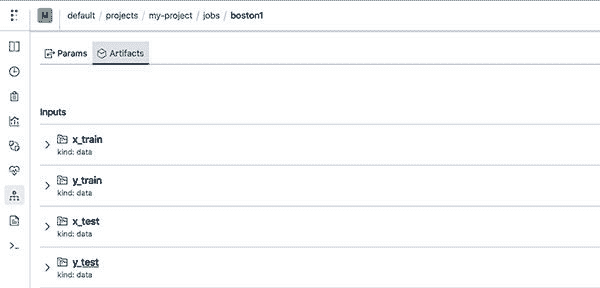 M default / projects / my-project / jobs / boston1
Params Artifacts
Inputs
x_train
kind: data
y_train
kind: data
x_test
kind: data
y_test
kind: data